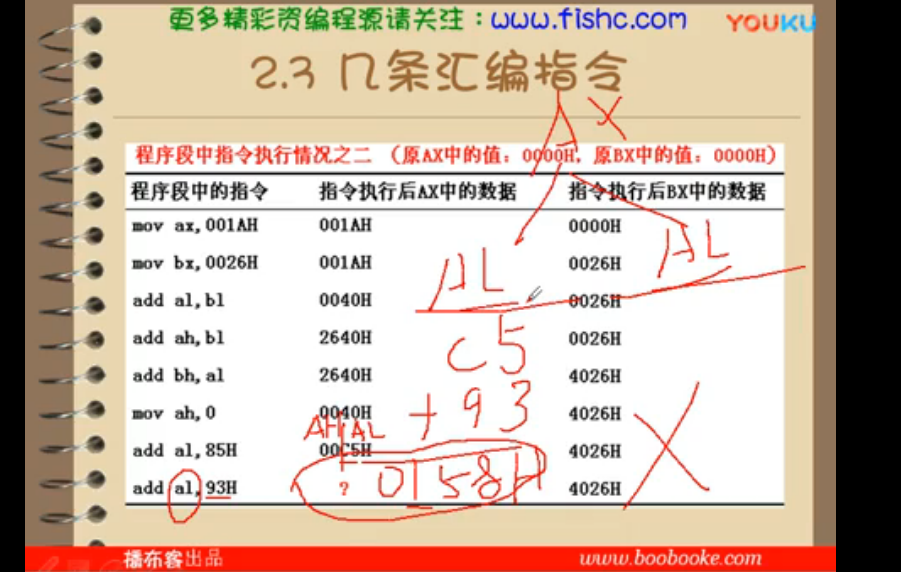 更多精彩资编程源请关注：www.fishc.com
YOUKU
2.3 几条汇编指令
AX
程序段中指令执行情况之二 （原AX中的值：0000H，原BX中的值：0000H）
程序段中的指令 指令执行后AX中的数据 指令执行后BX中的数据
mov ax,001AH 001AH 0000H
mov bx,0026H 001AH 0026H
AL AL
add al,bl 0040H 0026H
add ah,bl 2640H 0026H
C5
add bh,al 2640H 4026H
+93
mov ah,0 0040H 4026H
AH AL
add al,85H 00C5H 4026H
add al,93H ? 0158H 4026H
播布客出品 www.boobooke.com